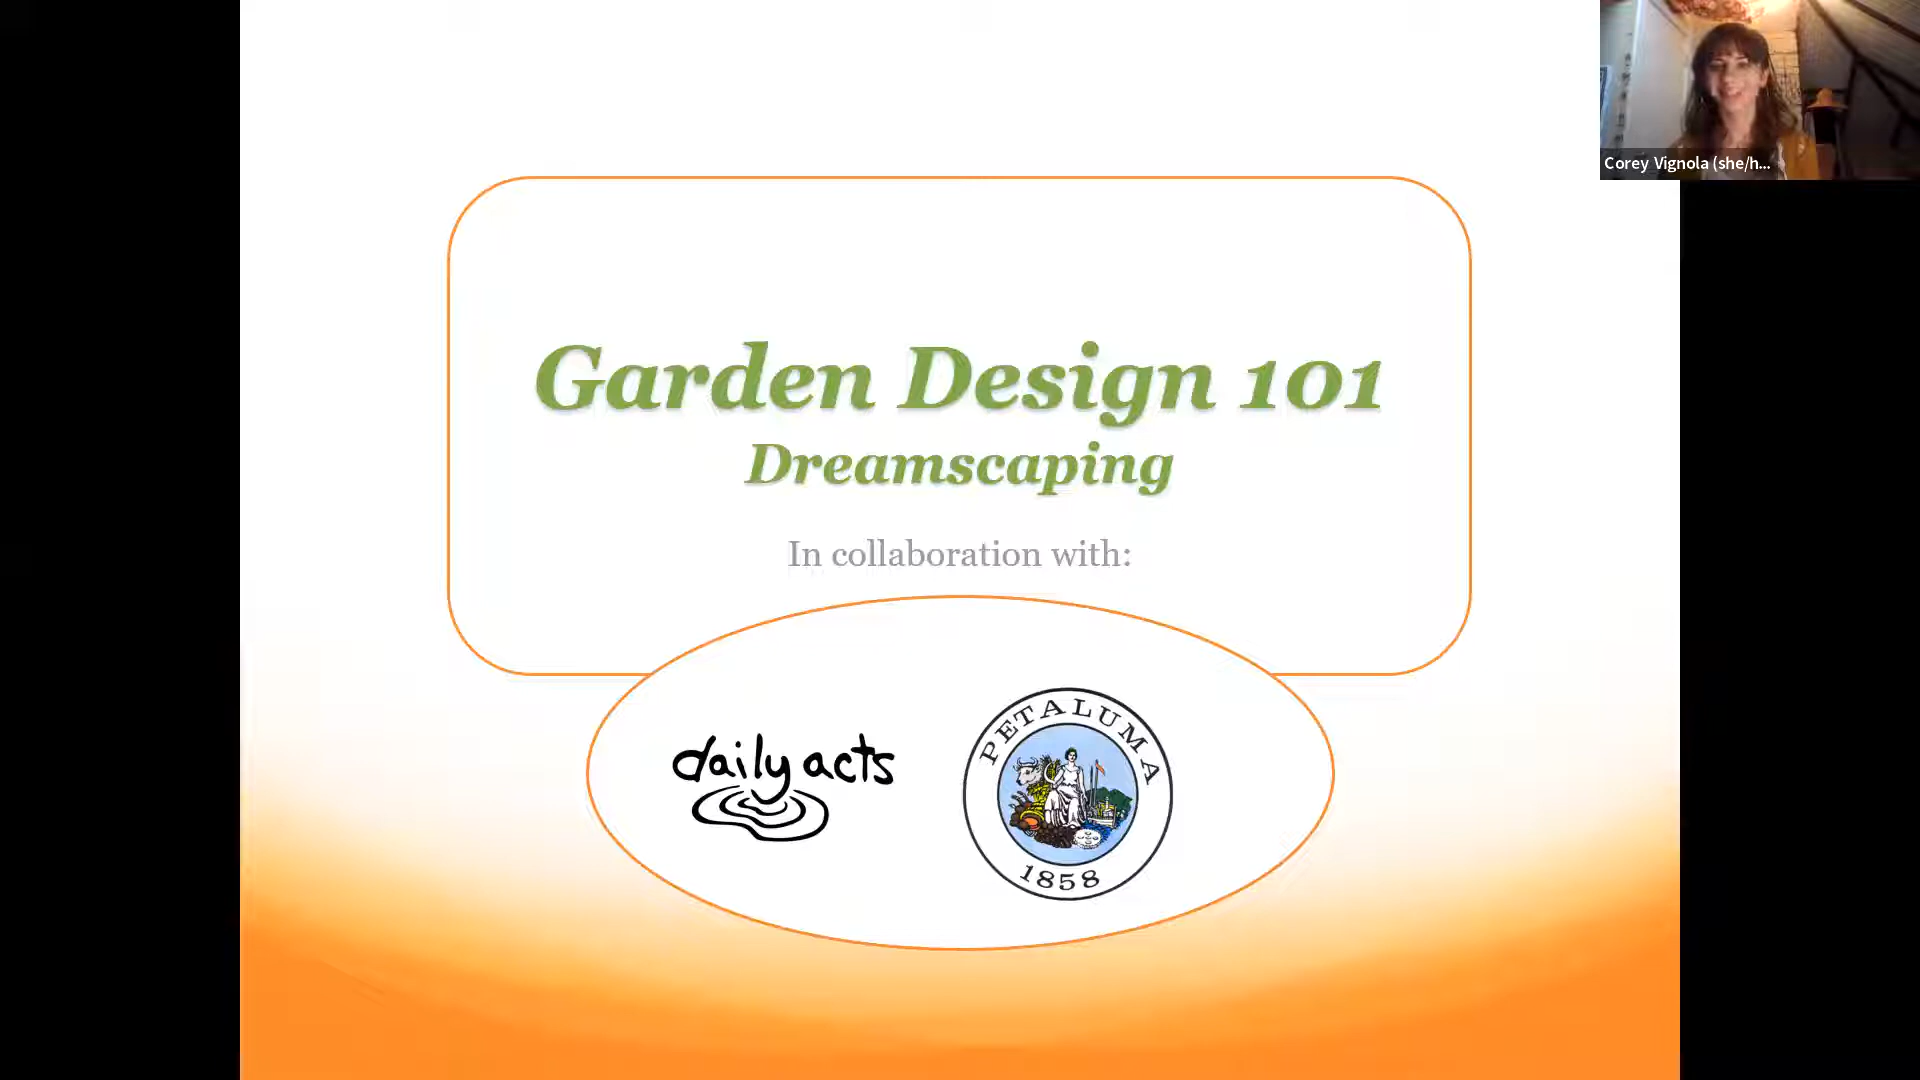 Corey Vignola (she/h...
Garden Design 101
Dreamscaping
In collaboration with:
daily acts
PETALUMA
1858